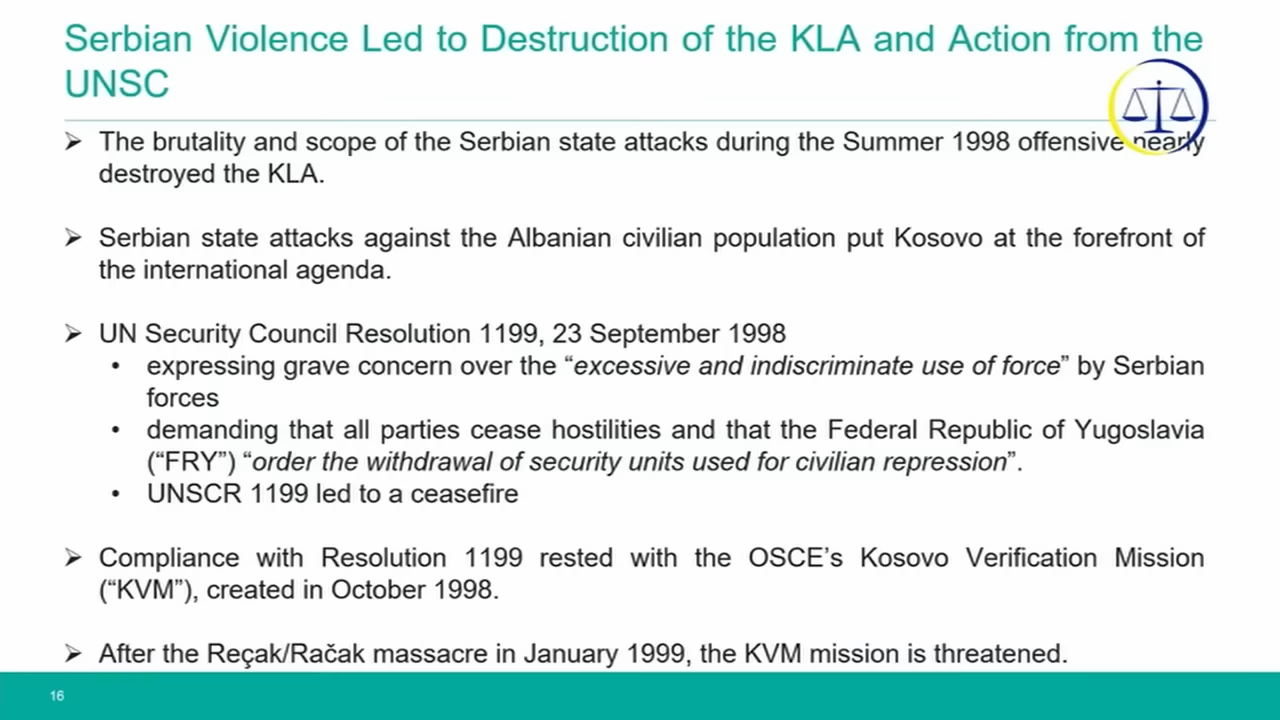 Serbian Violence Led to Destruction of the KLA and Action from the
UNSC
➢ The brutality and scope of the Serbian state attacks during the Summer 1998 offensive nearly
destroyed the KLA.
➢ Serbian state attacks against the Albanian civilian population put Kosovo at the forefront of
the international agenda.
➢ UN Security Council Resolution 1199, 23 September 1998
• expressing grave concern over the “excessive and indiscriminate use of force” by Serbian
forces
• demanding that all parties cease hostilities and that the Federal Republic of Yugoslavia
(“FRY”) “order the withdrawal of security units used for civilian repression”.
• UNSCR 1199 led to a ceasefire
➢ Compliance with Resolution 1199 rested with the OSCE’s Kosovo Verification Mission
(“KVM”), created in October 1998.
➢ After the Reçak/Račak massacre in January 1999, the KVM mission is threatened.
16